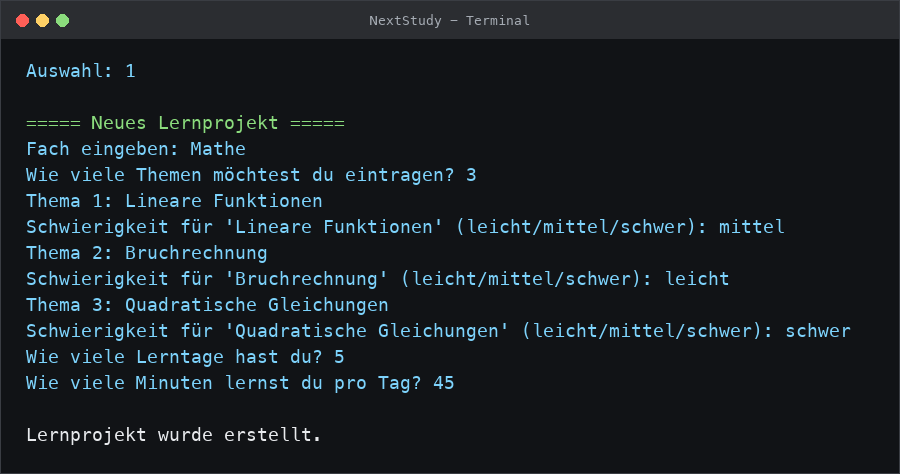 NextStudy – Terminal
Auswahl: 1
===== Neues Lernprojekt =====
Fach eingeben: Mathe
Wie viele Themen möchtest du eintragen? 3
Thema 1: Lineare Funktionen
Schwierigkeit für 'Lineare Funktionen' (leicht/mittel/schwer): mittel
Thema 2: Bruchrechnung
Schwierigkeit für 'Bruchrechnung' (leicht/mittel/schwer): leicht
Thema 3: Quadratische Gleichungen
Schwierigkeit für 'Quadratische Gleichungen' (leicht/mittel/schwer): schwer
Wie viele Lerntage hast du? 5
Wie viele Minuten lernst du pro Tag? 45
Lernprojekt wurde erstellt.